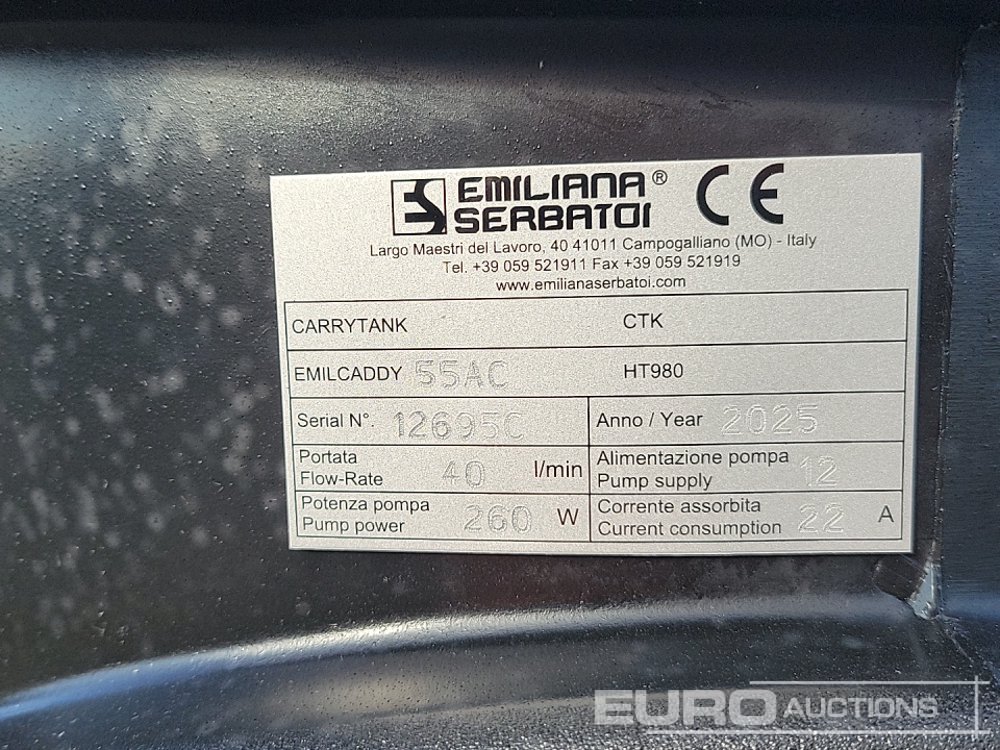 EMILIANA® CE
SERBATOI
Largo Maestri del Lavoro, 40 41011 Campogalliano (MO) - Italy
Tel. +39 059 521911 Fax +39 059 521919
www.emilianaserbatoi.com
CARRYTANK CTK
EMILCADDY 55AC HT980
Serial N°. 12695C Anno / Year 2025
Portata
Flow-Rate 40 l/min
Alimentazione pompa
Pump supply 12
Potenza pompa
Pump power 260 W
Corrente assorbita
Current consumption 22 A
EURO AUCTIONS